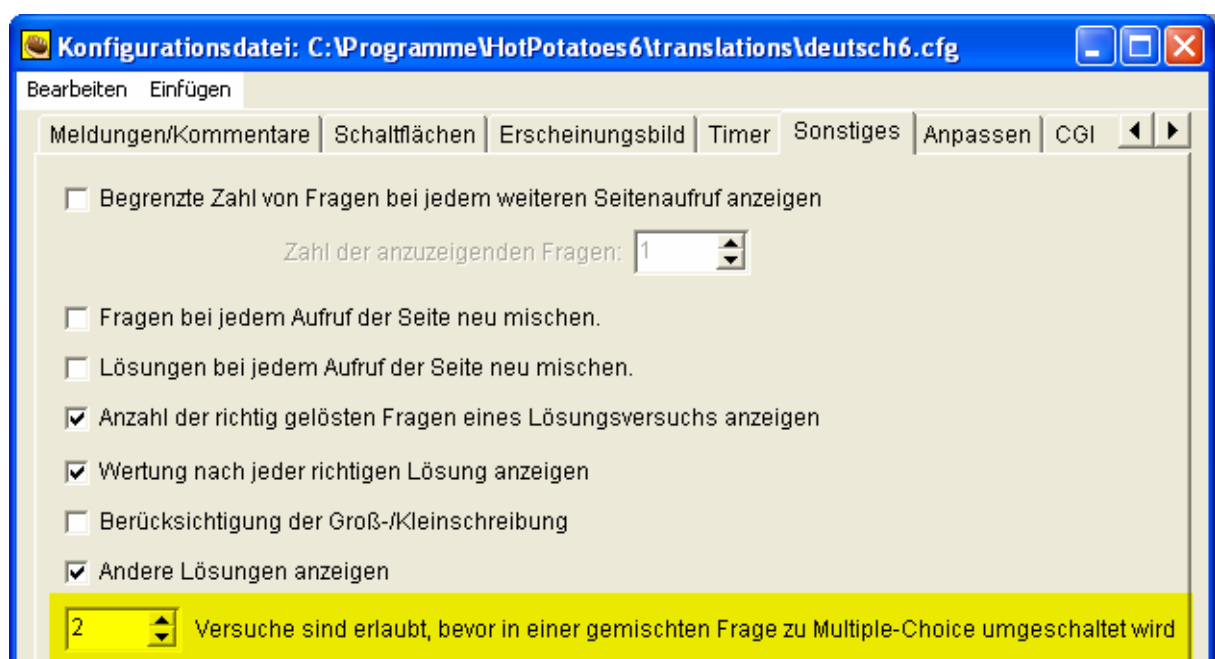 Konfigurationsdatei: C:\Programme\HotPotatoes6\translations\deutsch6.cfg
Bearbeiten Einfügen
Meldungen/Kommentare Schaltflächen Erscheinungsbild Timer Sonstiges Anpassen CGI
Begrenzte Zahl von Fragen bei jedem weiteren Seitenaufruf anzeigen
Zahl der anzuzeigenden Fragen: 1
Fragen bei jedem Aufruf der Seite neu mischen.
Lösungen bei jedem Aufruf der Seite neu mischen.
Anzahl der richtig gelösten Fragen eines Lösungsversuchs anzeigen
Wertung nach jeder richtigen Lösung anzeigen
Berücksichtigung der Groß-/Kleinschreibung
Andere Lösungen anzeigen
2 Versuche sind erlaubt, bevor in einer gemischten Frage zu Multiple-Choice umgeschaltet wird